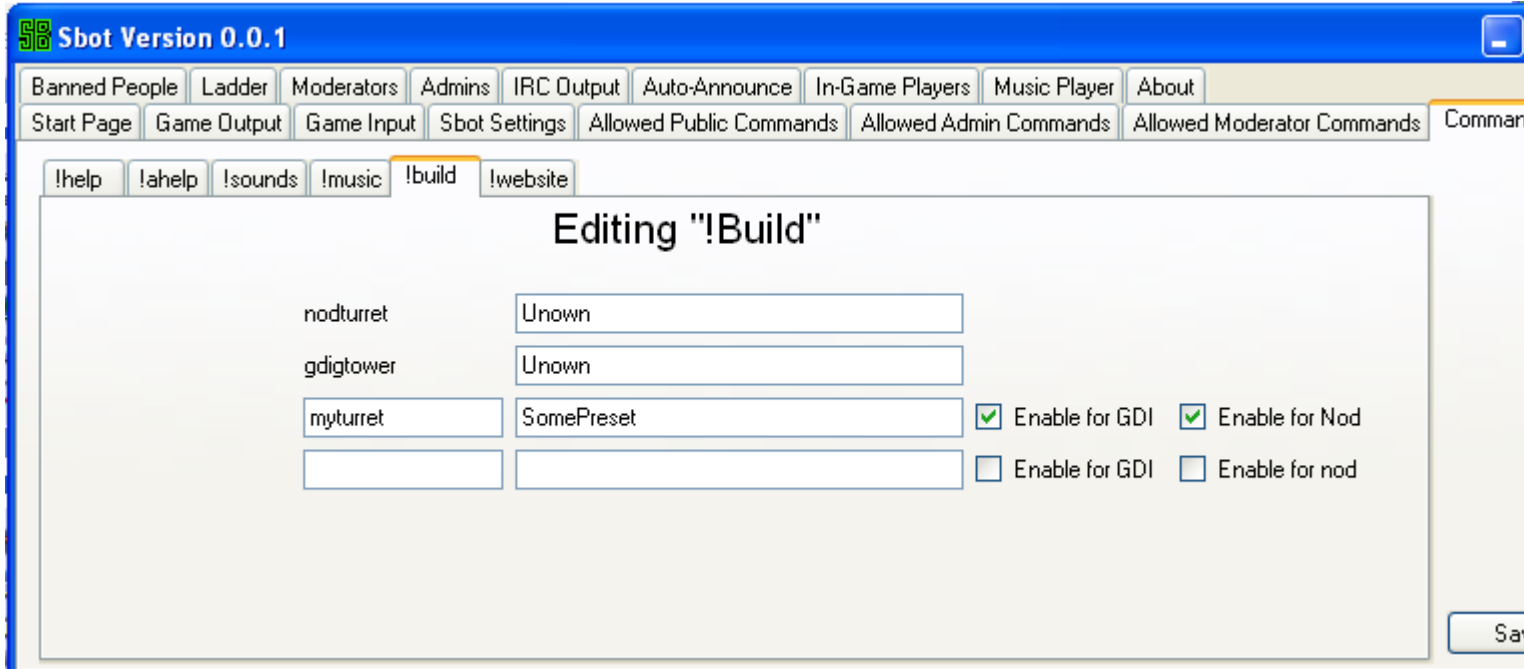 SB Sbot Version 0.0.1
Banned People Ladder Moderators Admins IRC Output Auto-Announce In-Game Players Music Player About
Start Page Game Output Game Input Sbot Settings Allowed Public Commands Allowed Admin Commands Allowed Moderator Commands Comman
!help !ahelp !sounds !music !build !website
Editing "!Build"
nodturret Unown
gdigtower Unown
myturret SomePreset Enable for GDI Enable for Nod
Enable for GDI Enable for nod
Sav